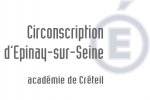 Circonscription
d'Epinay-sur-Seine
académie de Créteil